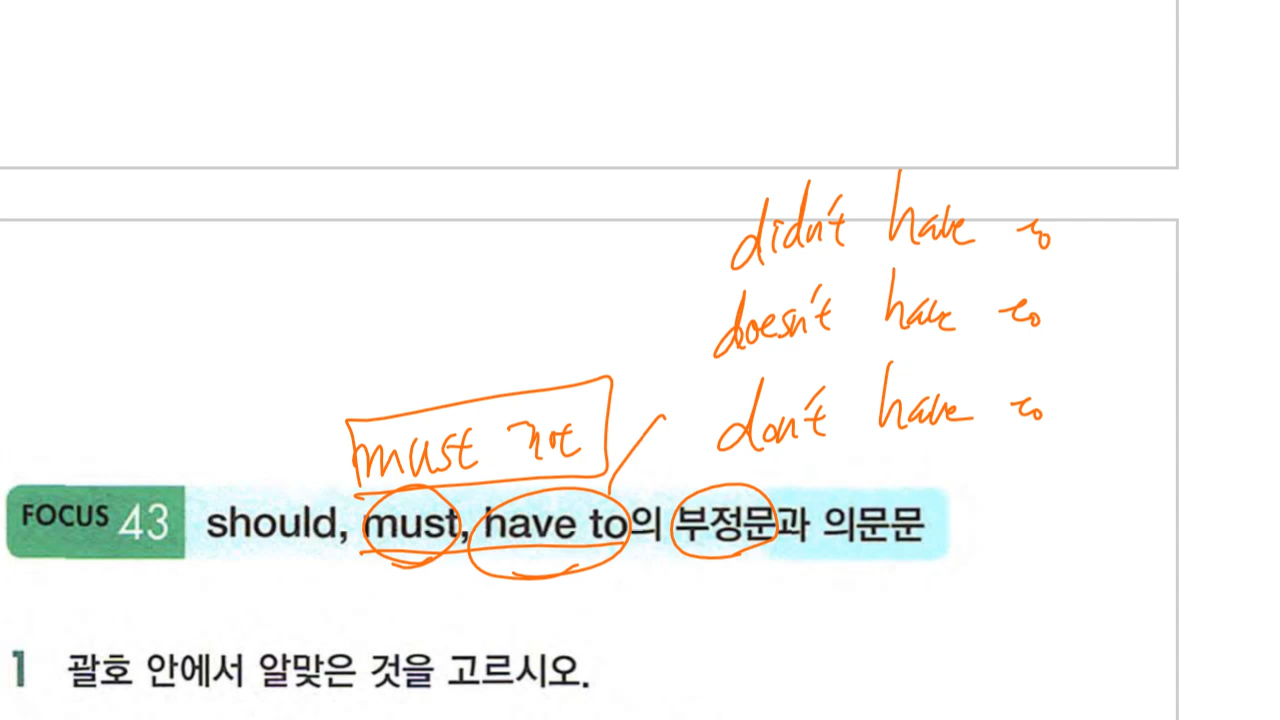 didn't have to
doesn't have to
don't have to
must not
FOCUS 43 should, must, have to의 부정문과 의문문
1 괄호 안에서 알맞은 것을 고르시오.